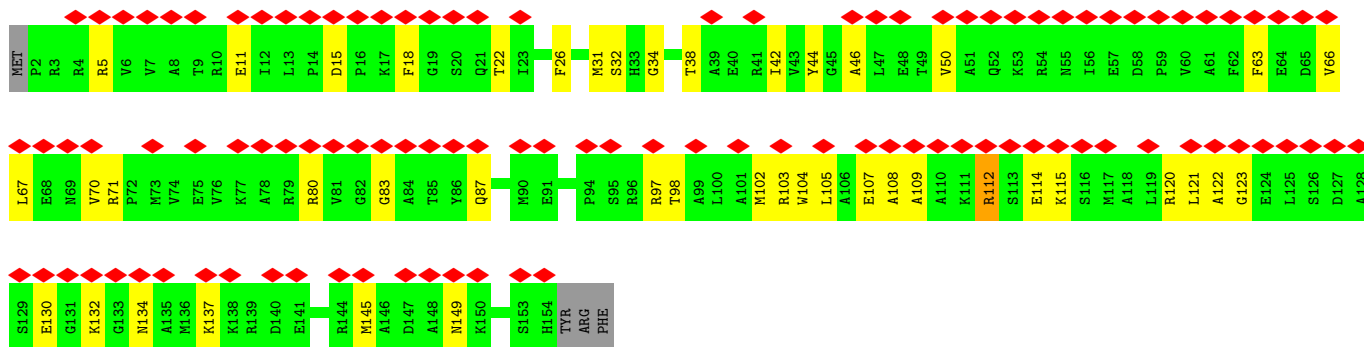 MET P2 R3 R4 R5 V6 V7 A8 T9 R10 E11 I12 L13 P14 D15 P16 K17 F18 G19 S20 Q21 T22 I23 F26 M31 S32 H33 G34 T38 A39 E40 R41 I42 V43 Y44 G45 A46 L47 E48 T49 V50 A51 Q52 K53 R54 N55 I56 E57 D58 P59 V60 A61 F62 F63 E64 D65 V66
L67 E68 N69 V70 R71 P72 M73 V74 E75 V76 K77 A78 R79 R80 V81 G82 G83 A84 T85 Y86 Q87 M90 E91 P94 S95 R96 R97 T98 A99 L100 A101 M102 R103 W104 L105 A106 E107 A108 A109 A110 K111 R112 S113 E114 K115 S116 M117 A118 L119 R120 L121 A122 G123 E124 L125 S126 D127 A128
S129 E130 G131 K132 G133 N134 A135 M136 K137 K138 R139 D140 E141 R144 M145 A146 D147 A148 N149 K150 S153 H154 TYR ARG PHE